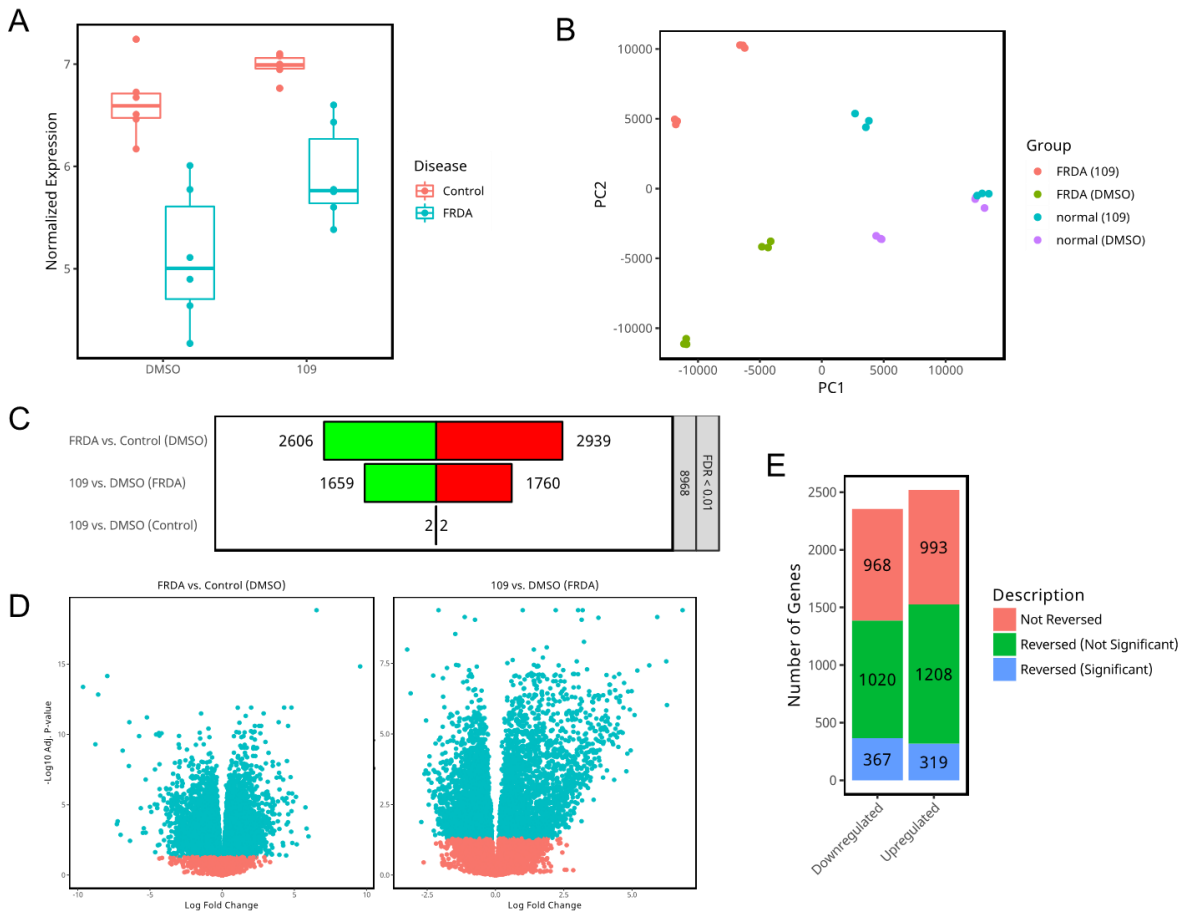 A
Normalized Expression
7
6
5
DMSO
109
Disease
Control
FRDA
B
PC2
10000
5000
0
-5000
-10000
-10000
-5000
0
5000
10000
PC1
Group
FRDA (109)
FRDA (DMSO)
normal (109)
normal (DMSO)
C
FRDA vs. Control (DMSO)
2606
2939
109 vs. DMSO (FRDA)
1659
1760
109 vs. DMSO (Control)
2
2
8968
FDR < 0.01
D
FRDA vs. Control (DMSO)
-Log10 Adj. P-value
15
10
5
0
-10
-5
0
5
10
Log Fold Change
109 vs. DMSO (FRDA)
7.5
5.0
2.5
0.0
-2.5
0.0
2.5
5.0
Log Fold Change
E
Number of Genes
2500
2000
1500
1000
500
0
968
993
1020
1208
367
319
Downregulated
Upregulated
Description
Not Reversed
Reversed (Not Significant)
Reversed (Significant)